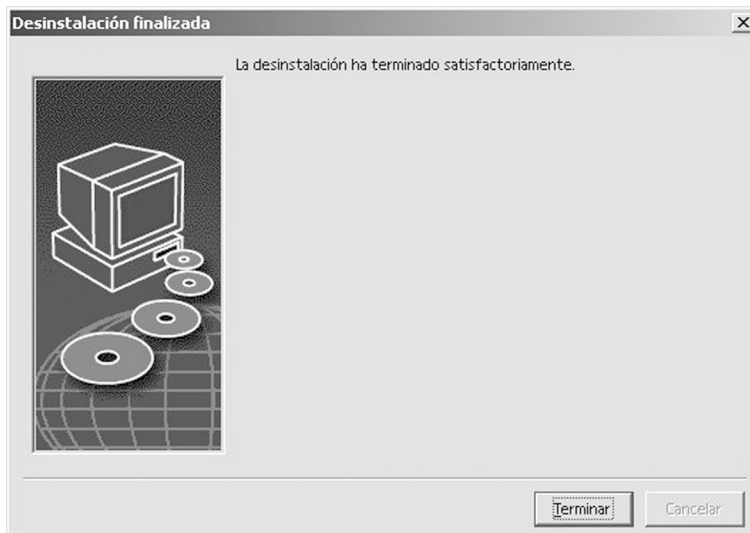 Desinstalación finalizada
La desinstalación ha terminado satisfactoriamente.
Terminar
Cancelar